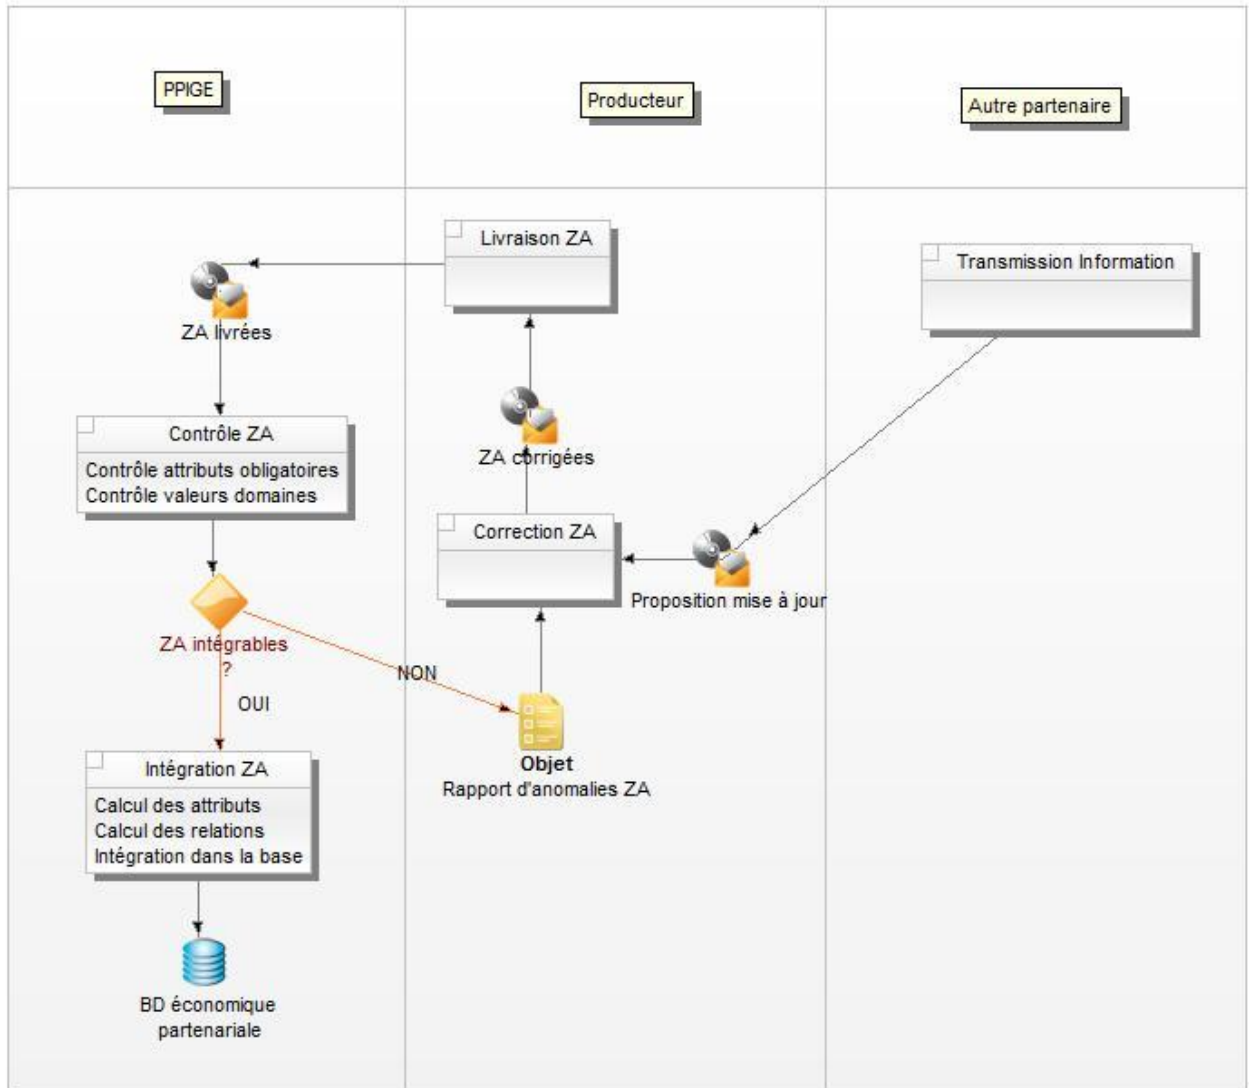 PPIGE
Producteur
Autre partenaire
Livraison ZA
Transmission Information
ZA livrées
Contrôle ZA
Contrôle attributs obligatoires
Contrôle valeurs domaines
ZA corrigées
Correction ZA
Proposition mise à jour
ZA intégrables
?
NON
OUI
Objet
Rapport d'anomalies ZA
Intégration ZA
Calcul des attributs
Calcul des relations
Intégration dans la base
BD économique
partenariale